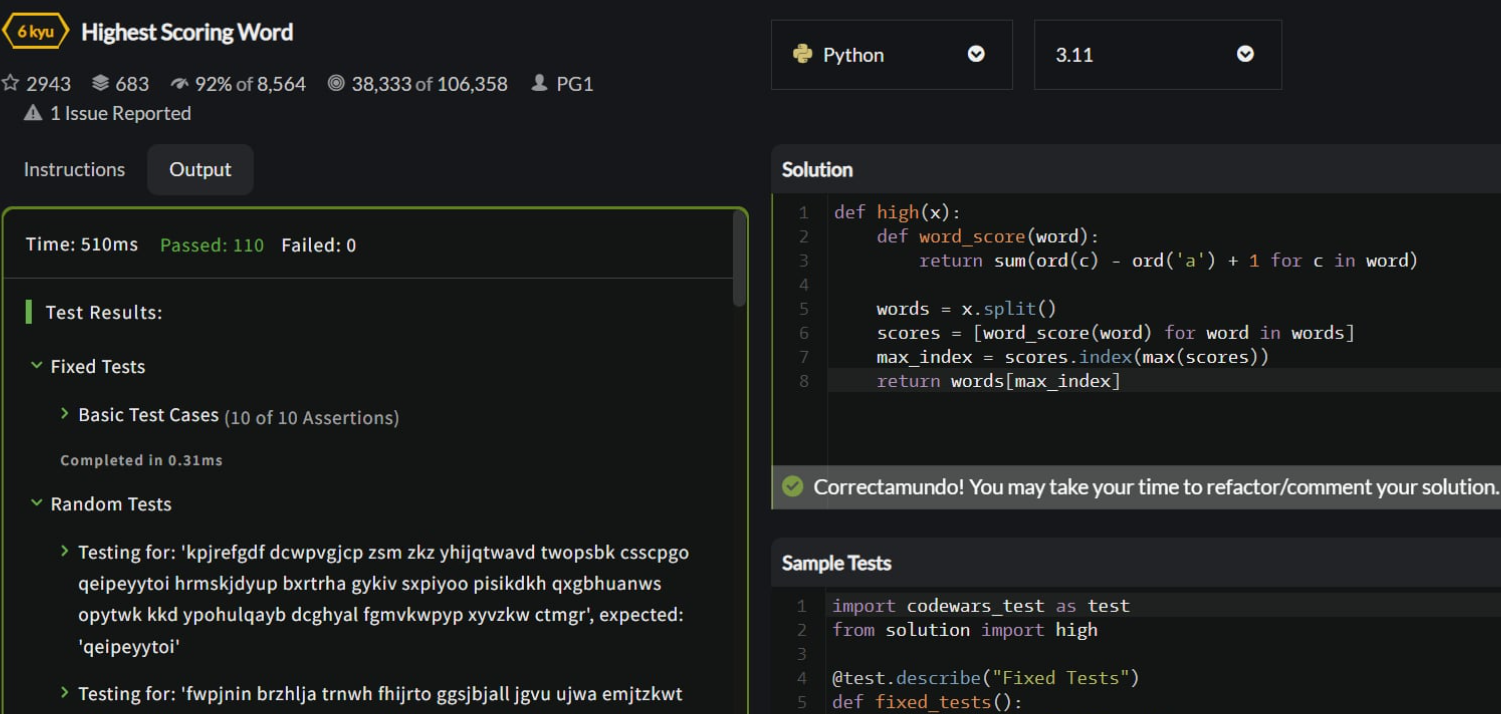 6 kyu Highest Scoring Word
2943 683 92% of 8,564 38,333 of 106,358 PG1
1 Issue Reported
Instructions Output
Time: 510ms Passed: 110 Failed: 0
Test Results:
Fixed Tests
Basic Test Cases (10 of 10 Assertions)
Completed in 0.31ms
Random Tests
Testing for: 'kpjrefgdf dcwpvgjcp zsm zkz yhijqtwavd twopsbk csscpgo
qeipeyytoi hrmskjdyup bxrtrha gykiv sxpiyoo pisikdkh qxgbhuanws
opytwk kkd ypohulqayb dcghyal fgmvkwpyp xyvzkw ctmgr', expected:
'qeipeyytoi'
Testing for: 'fwpjnin brzhlja trnwh fhijrto ggsjbjall jgvu ujwa emjtzkwt
Python 3.11
Solution
1 def high(x):
2 def word_score(word):
3 return sum(ord(c) - ord('a') + 1 for c in word)
4
5 words = x.split()
6 scores = [word_score(word) for word in words]
7 max_index = scores.index(max(scores))
8 return words[max_index]
Correctamundo! You may take your time to refactor/comment your solution.
Sample Tests
1 import codewars_test as test
2 from solution import high
3
4 @test.describe("Fixed Tests")
5 def fixed_tests():